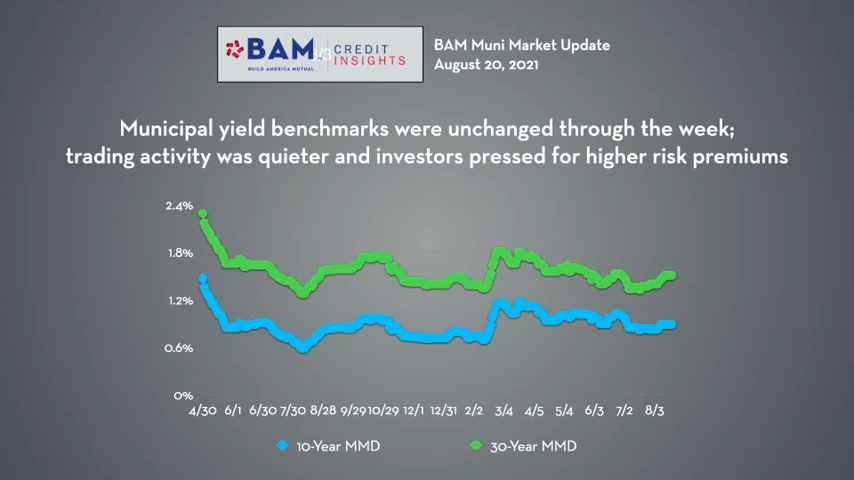 BAM
BUILD AMERICA MUTUAL
CREDIT
INSIGHTS
BAM Muni Market Update
August 20, 2021
Municipal yield benchmarks were unchanged through the week;
trading activity was quieter and investors pressed for higher risk premiums
2.4%
1.8%
1.2%
0.6%
0%
4/30 6/1 6/30 7/30 8/28 9/29 10/29 12/1 12/31 2/2 3/4 4/5 5/4 6/3 7/2 8/3
10-Year MMD 30-Year MMD